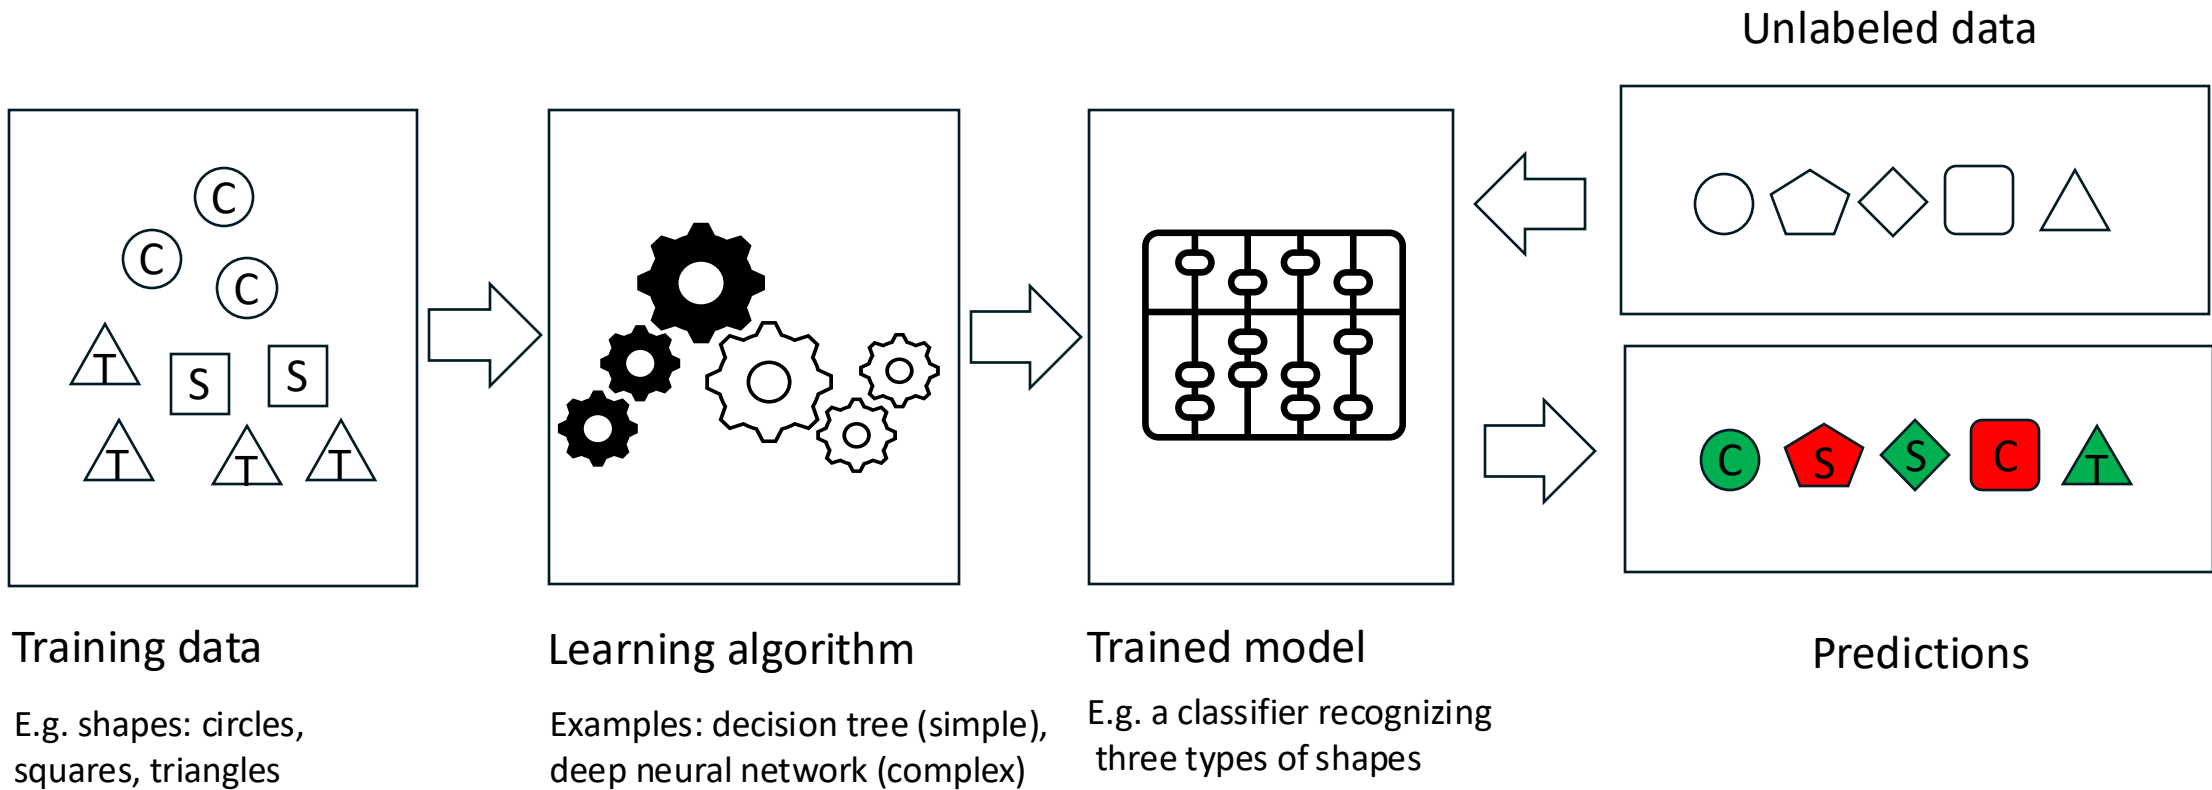 Unlabeled data
C
C
C
T
S
S
T
T
T
C
S
S
C
T
Training data
E.g. shapes: circles,
squares, triangles
Learning algorithm
Examples: decision tree (simple),
deep neural network (complex)
Trained model
E.g. a classifier recognizing
three types of shapes
Predictions